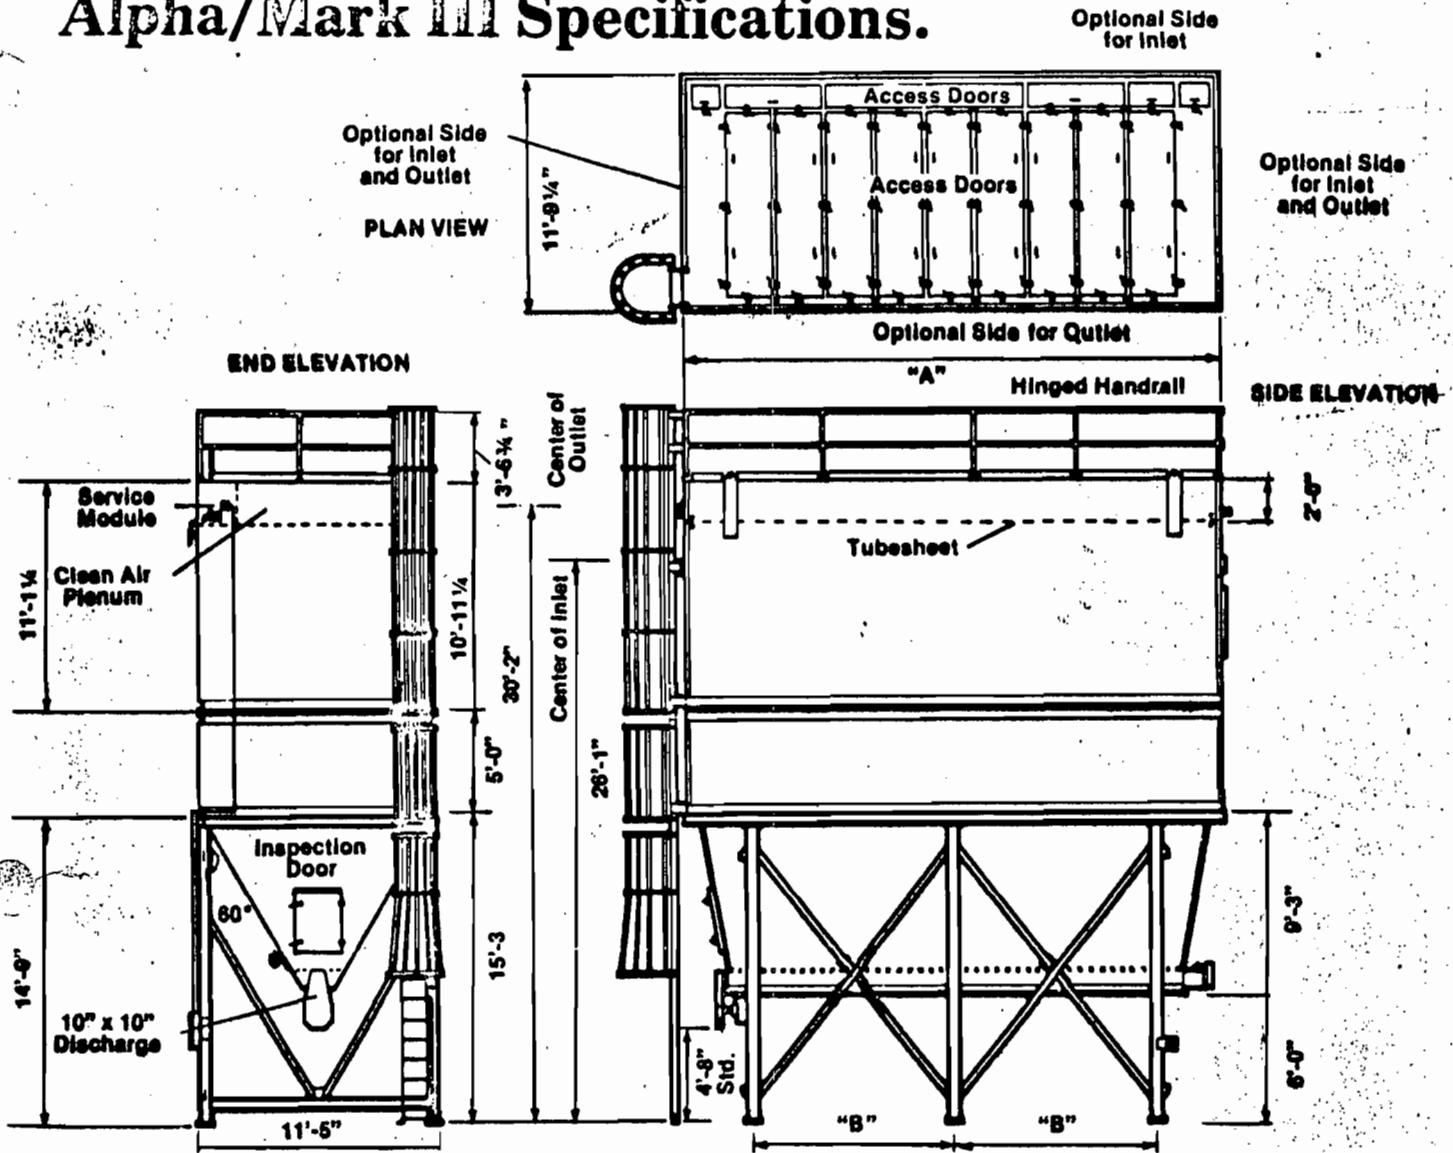 Alpha/Mark III Specifications.
Optional Side
for Inlet
Access Doors
Optional Side
for Inlet
and Outlet
Access Doors
Optional Side
for Inlet
and Outlet
11'-9¼"
PLAN VIEW
Optional Side for Outlet
"A"
END ELEVATION
Hinged Handrail
SIDE ELEVATION
3'-6¾"
Center of
Outlet
Service
Module
2'-0"
Tubesheet
Clean Air
Plenum
11'-1¼
10'-11¼
30'-2"
Center of Inlet
5'-0"
26'-1"
Inspection
Door
60°
14'-9"
15'-3
9'-3"
10" x 10"
Discharge
4'-8"
Std.
6'-0"
11'-5"
"B"
"B"